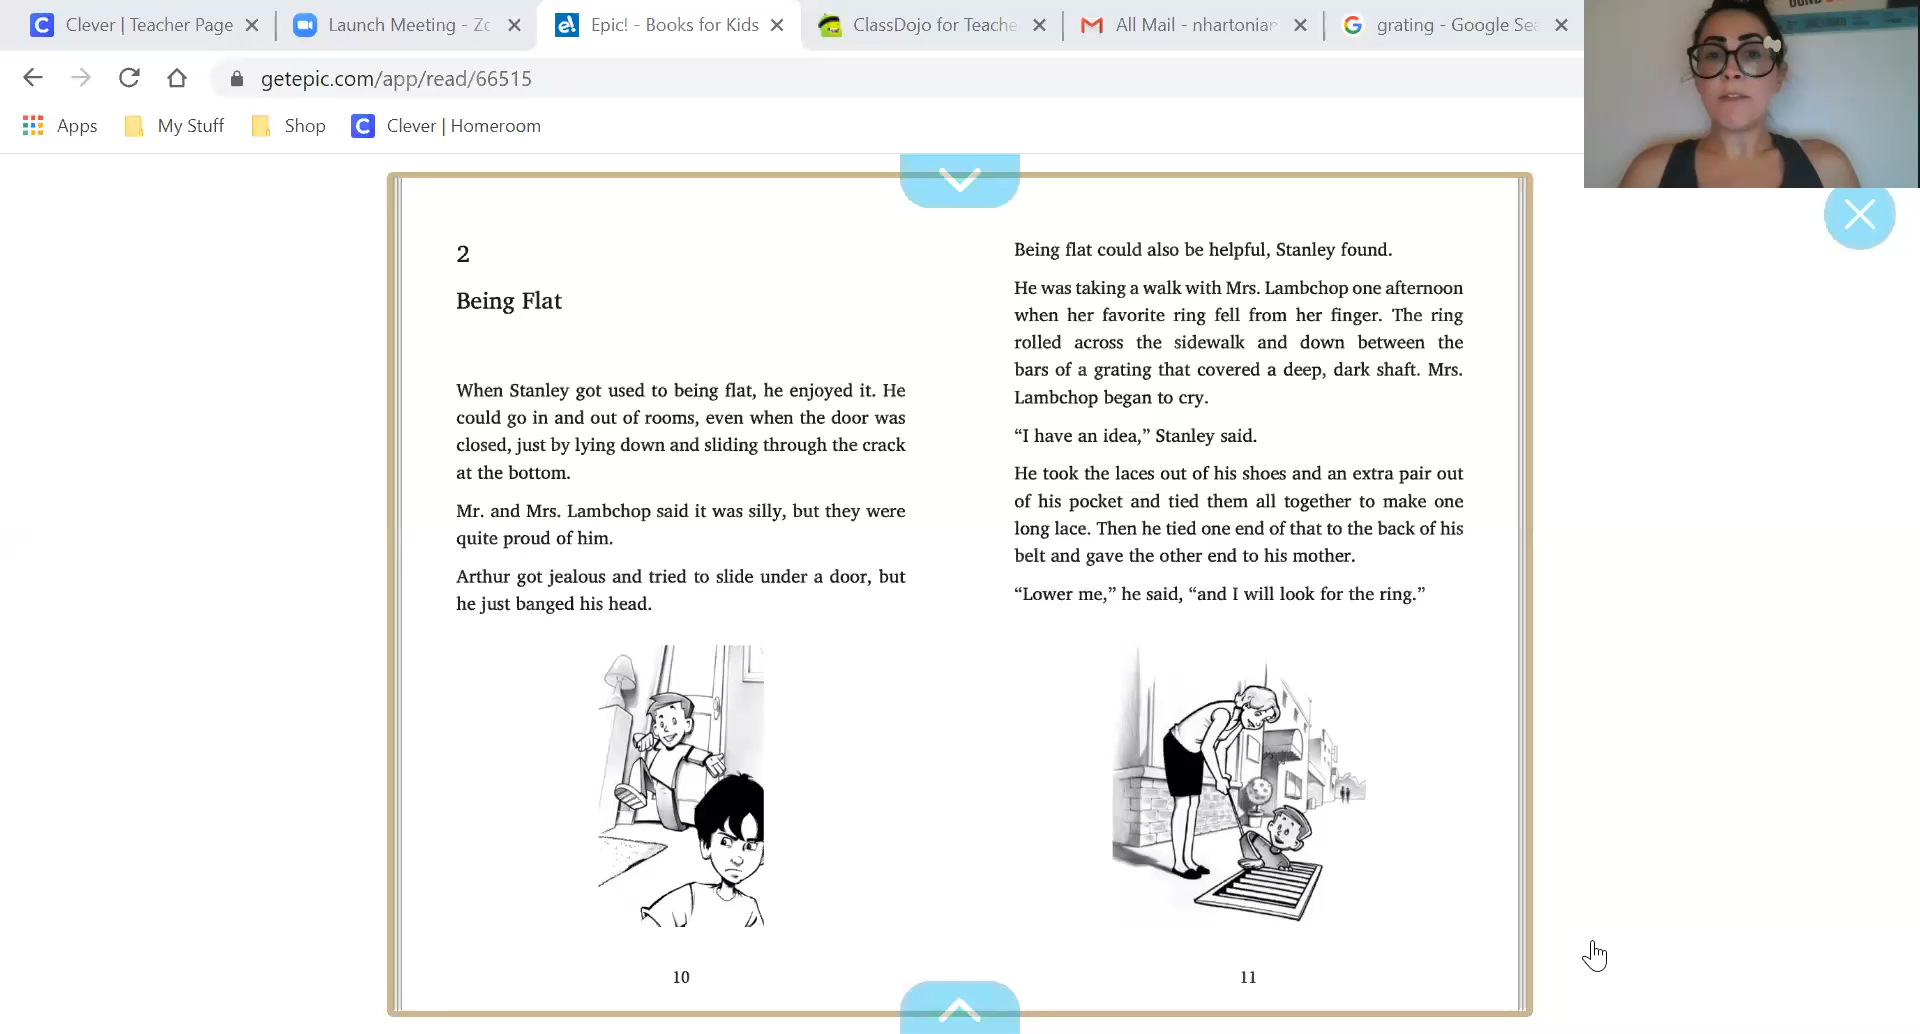 Clever | Teacher Page
Launch Meeting - Zo
Epic! - Books for Kids
ClassDojo for Teache
All Mail - nhartonian
grating - Google Sea
getepic.com/app/read/66515
Apps
My Stuff
Shop
Clever | Homeroom
2
Being Flat
When Stanley got used to being flat, he enjoyed it. He
could go in and out of rooms, even when the door was
closed, just by lying down and sliding through the crack
at the bottom.
Mr. and Mrs. Lambchop said it was silly, but they were
quite proud of him.
Arthur got jealous and tried to slide under a door, but
he just banged his head.
10
Being flat could also be helpful, Stanley found.
He was taking a walk with Mrs. Lambchop one afternoon
when her favorite ring fell from her finger. The ring
rolled across the sidewalk and down between the
bars of a grating that covered a deep, dark shaft. Mrs.
Lambchop began to cry.
“I have an idea,” Stanley said.
He took the laces out of his shoes and an extra pair out
of his pocket and tied them all together to make one
long lace. Then he tied one end of that to the back of his
belt and gave the other end to his mother.
“Lower me,” he said, “and I will look for the ring.”
11